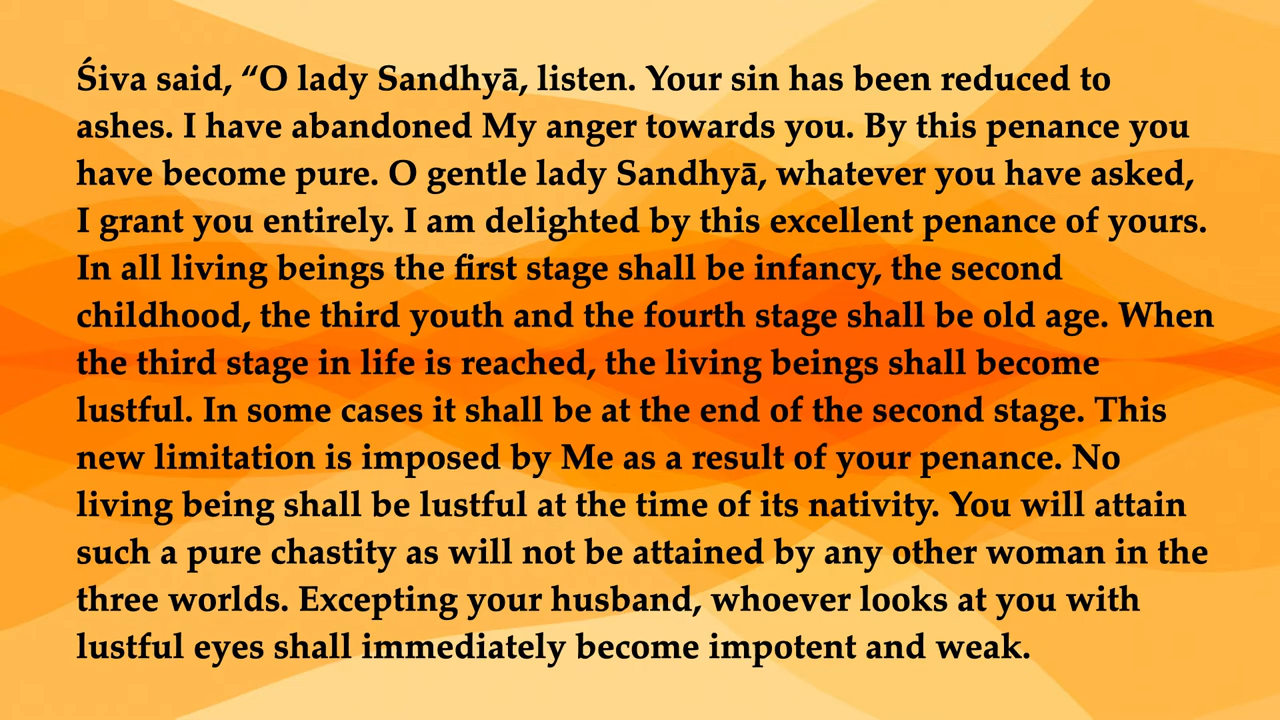 Śiva said, “O lady Sandhyā, listen. Your sin has been reduced to
ashes. I have abandoned My anger towards you. By this penance you
have become pure. O gentle lady Sandhyā, whatever you have asked,
I grant you entirely. I am delighted by this excellent penance of yours.
In all living beings the first stage shall be infancy, the second
childhood, the third youth and the fourth stage shall be old age. When
the third stage in life is reached, the living beings shall become
lustful. In some cases it shall be at the end of the second stage. This
new limitation is imposed by Me as a result of your penance. No
living being shall be lustful at the time of its nativity. You will attain
such a pure chastity as will not be attained by any other woman in the
three worlds. Excepting your husband, whoever looks at you with
lustful eyes shall immediately become impotent and weak.